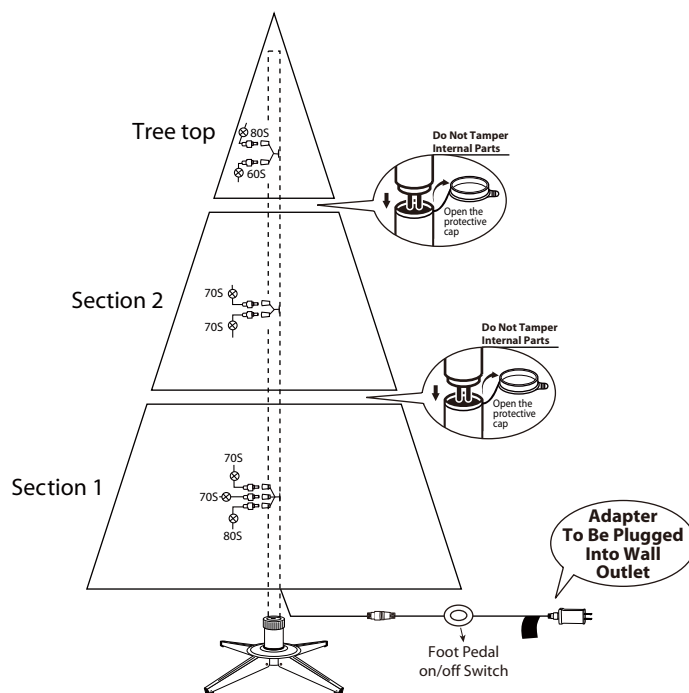 Tree top
80S
60S
Do Not Tamper
Internal Parts
Open the
protective
cap
Section 2
70S
70S
Do Not Tamper
Internal Parts
Open the
protective
cap
Section 1
70S
70S
80S
Adapter
To Be Plugged
Into Wall
Outlet
Foot Pedal
on/off Switch